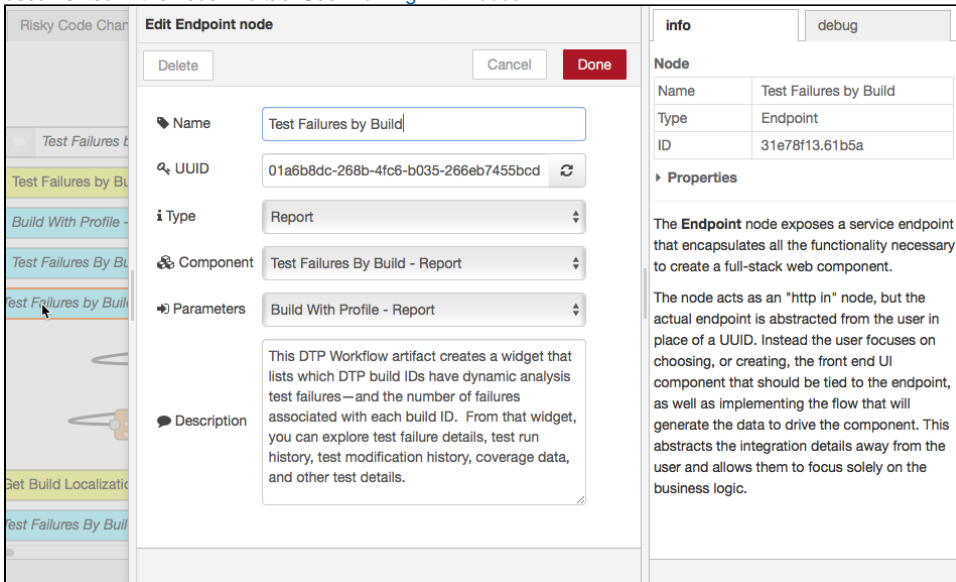 Risky Code Chan
Edit Endpoint node
info
debug
Delete
Cancel
Done
Node
Name
Test Failures by Build
Type
Endpoint
ID
31e78f13.61b5a
Properties
Name
Test Failures by Build
UUID
01a6b8dc-268b-4fc6-b035-266eb7455bcd
Type
Report
Component
Test Failures By Build - Report
Parameters
Build With Profile - Report
Description
This DTP Workflow artifact creates a widget that
lists which DTP build IDs have dynamic analysis
test failures—and the number of failures
associated with each build ID. From that widget,
you can explore test failure details, test run
history, test modification history, coverage data,
and other test details.
Test Failures b
Test Failures by Bu
Build With Profile -
Test Failures By Bu
Test Failures by Buil
Get Build Localizatio
Test Failures By Buil
The Endpoint node exposes a service endpoint
that encapsulates all the functionality necessary
to create a full-stack web component.
The node acts as an "http in" node, but the
actual endpoint is abstracted from the user in
place of a UUID. Instead the user focuses on
choosing, or creating, the front end UI
component that should be tied to the endpoint,
as well as implementing the flow that will
generate the data to drive the component. This
abstracts the integration details away from the
user and allows them to focus solely on the
business logic.